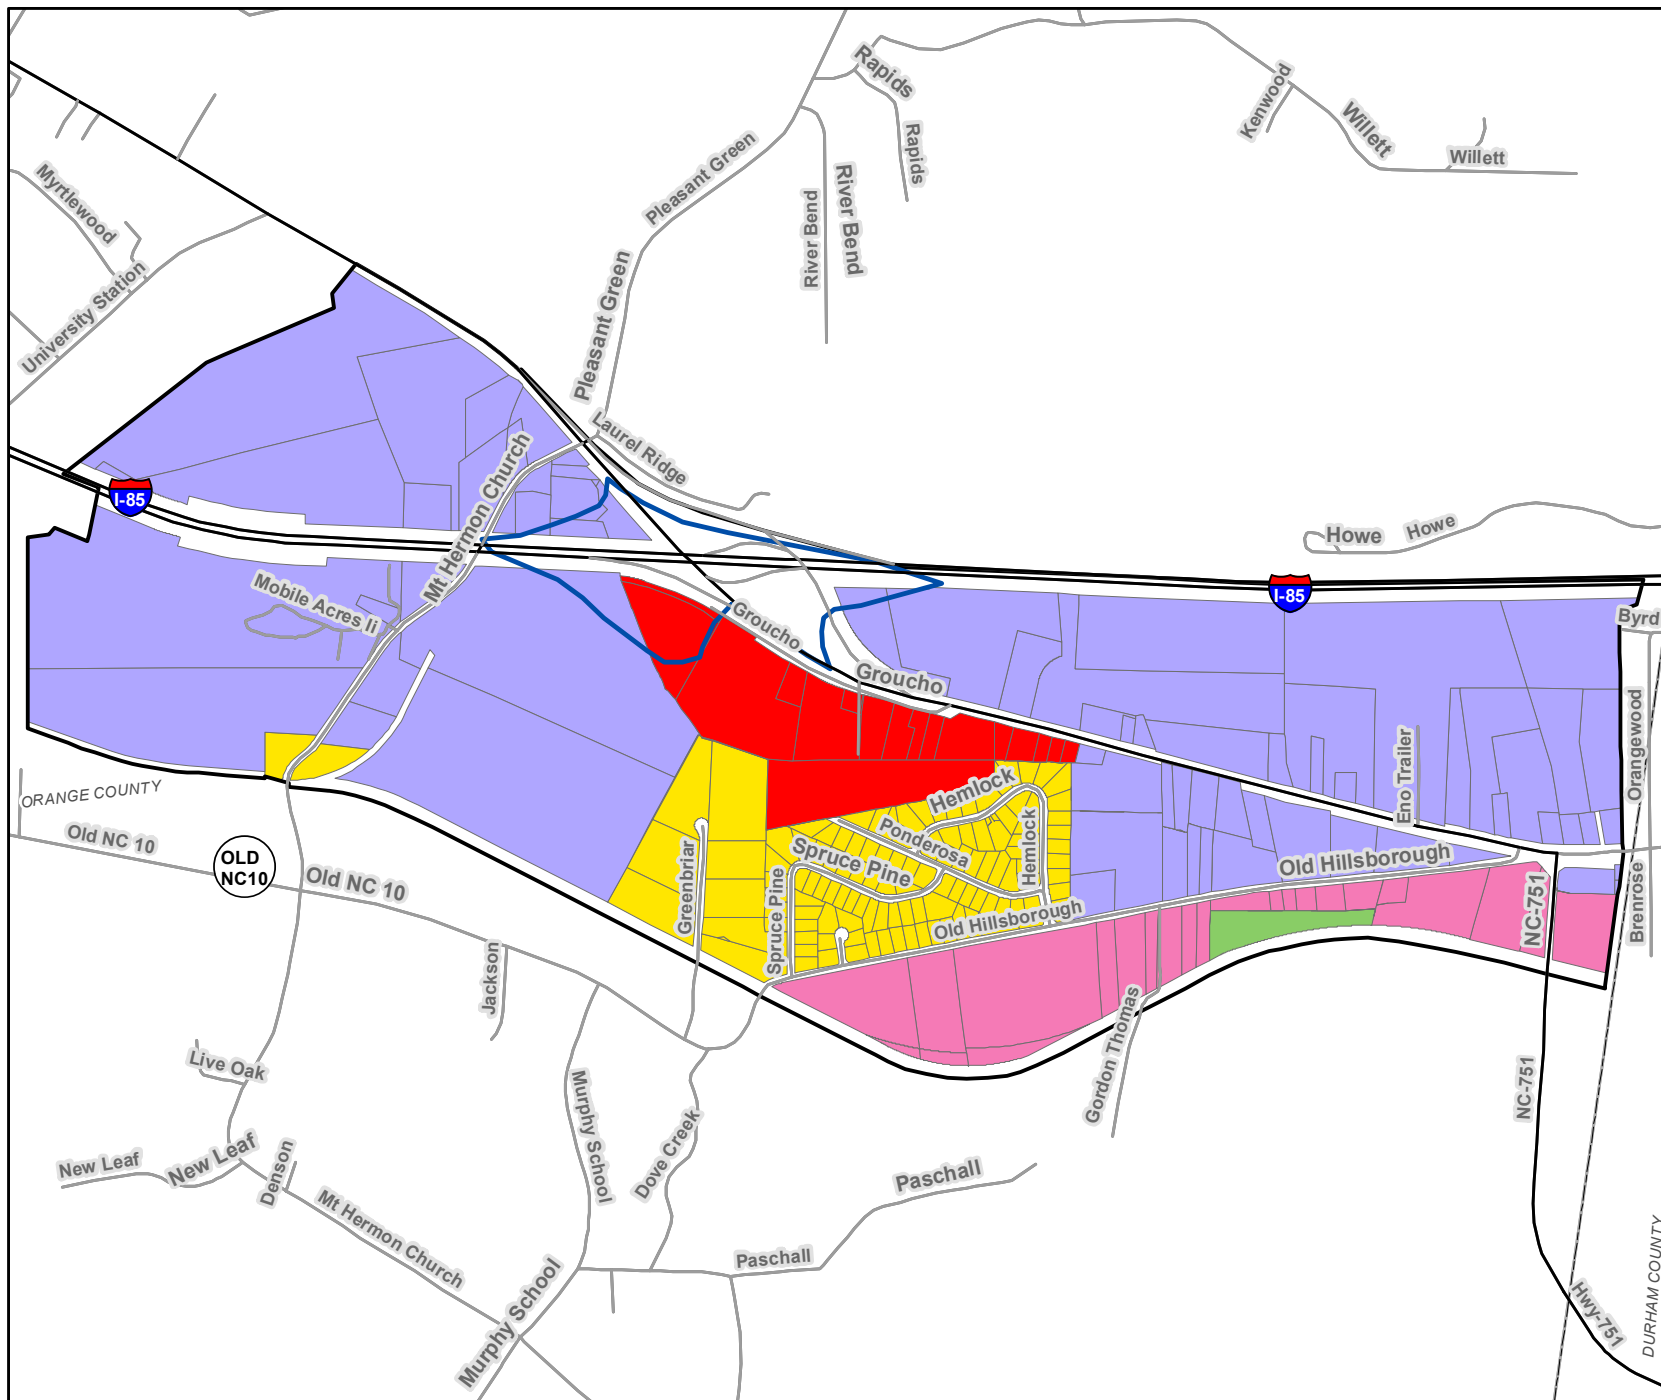 Rapids
Kenwood
Willett
Willett
Rapids
Pleasant Green
River Bend
River Bend
Myrtlewood
University Station
Pleasant Green
Laurel Ridge
Mt Hermon Church
I-85
Howe
Howe
I-85
Mobile Acres Ii
Groucho
Byrd
Groucho
Orangewood
Eno Trailer
ORANGE COUNTY
Hemlock
Old NC 10
OLD
NC10
Old NC 10
Ponderosa
Hemlock
Spruce Pine
Old Hillsborough
Greenbriar
Spruce Pine
Old Hillsborough
NC-751
Brenrose
Jackson
Gordon Thomas
Live Oak
Murphy School
Dove Creek
NC-751
New Leaf
New Leaf
Denson
Paschall
Mt Hermon Church
Paschall
Murphy School
Hwy-751
DURHAM COUNTY